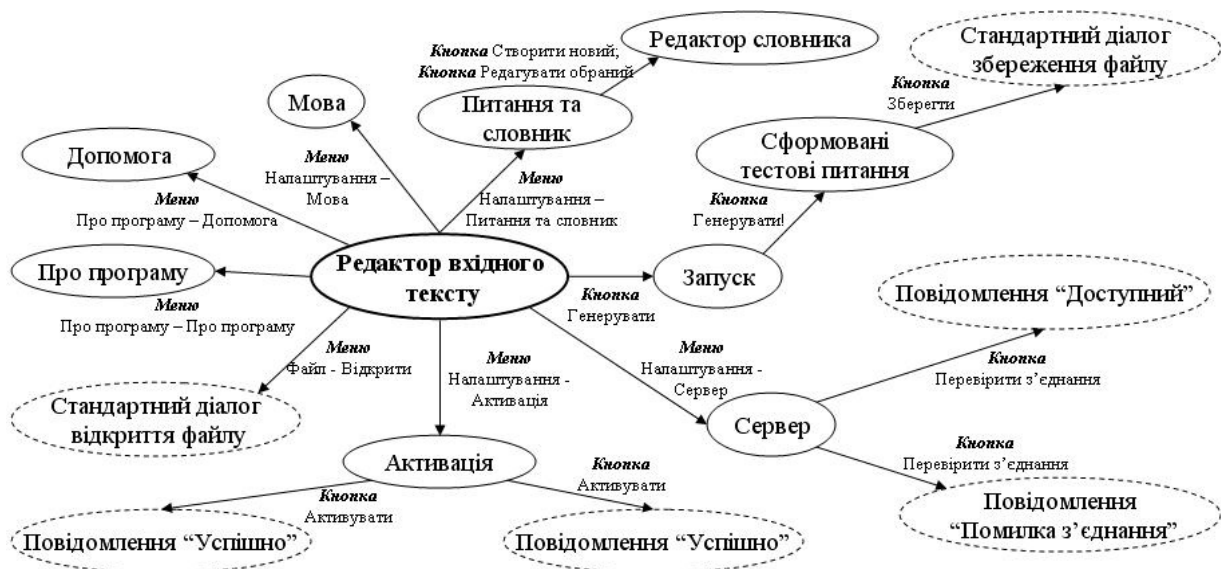 Кнопка Створити новий;
Кнопка Редагувати обраний
Редактор словника
Стандартний діалог
збереження файлу
Кнопка
Зберегти
Мова
Питання та
словник
Сформовані
тестові питання
Допомога
Меню
Налаштування –
Мова
Меню
Налаштування –
Питання та словник
Кнопка
Генерувати!
Меню
Про програму – Допомога
Про програму
Редактор вхідного
тексту
Запуск
Меню
Про програму – Про програму
Кнопка
Генерувати
Повідомлення “Доступний”
Меню
Файл - Відкрити
Меню
Налаштування -
Активація
Меню
Налаштування -
Сервер
Кнопка
Перевірити з’єднання
Стандартний діалог
відкриття файлу
Сервер
Активація
Кнопка
Активувати
Кнопка
Перевірити з’єднання
Кнопка
Активувати
Повідомлення “Успішно”
Повідомлення “Успішно”
Повідомлення
“Помилка з’єднання”